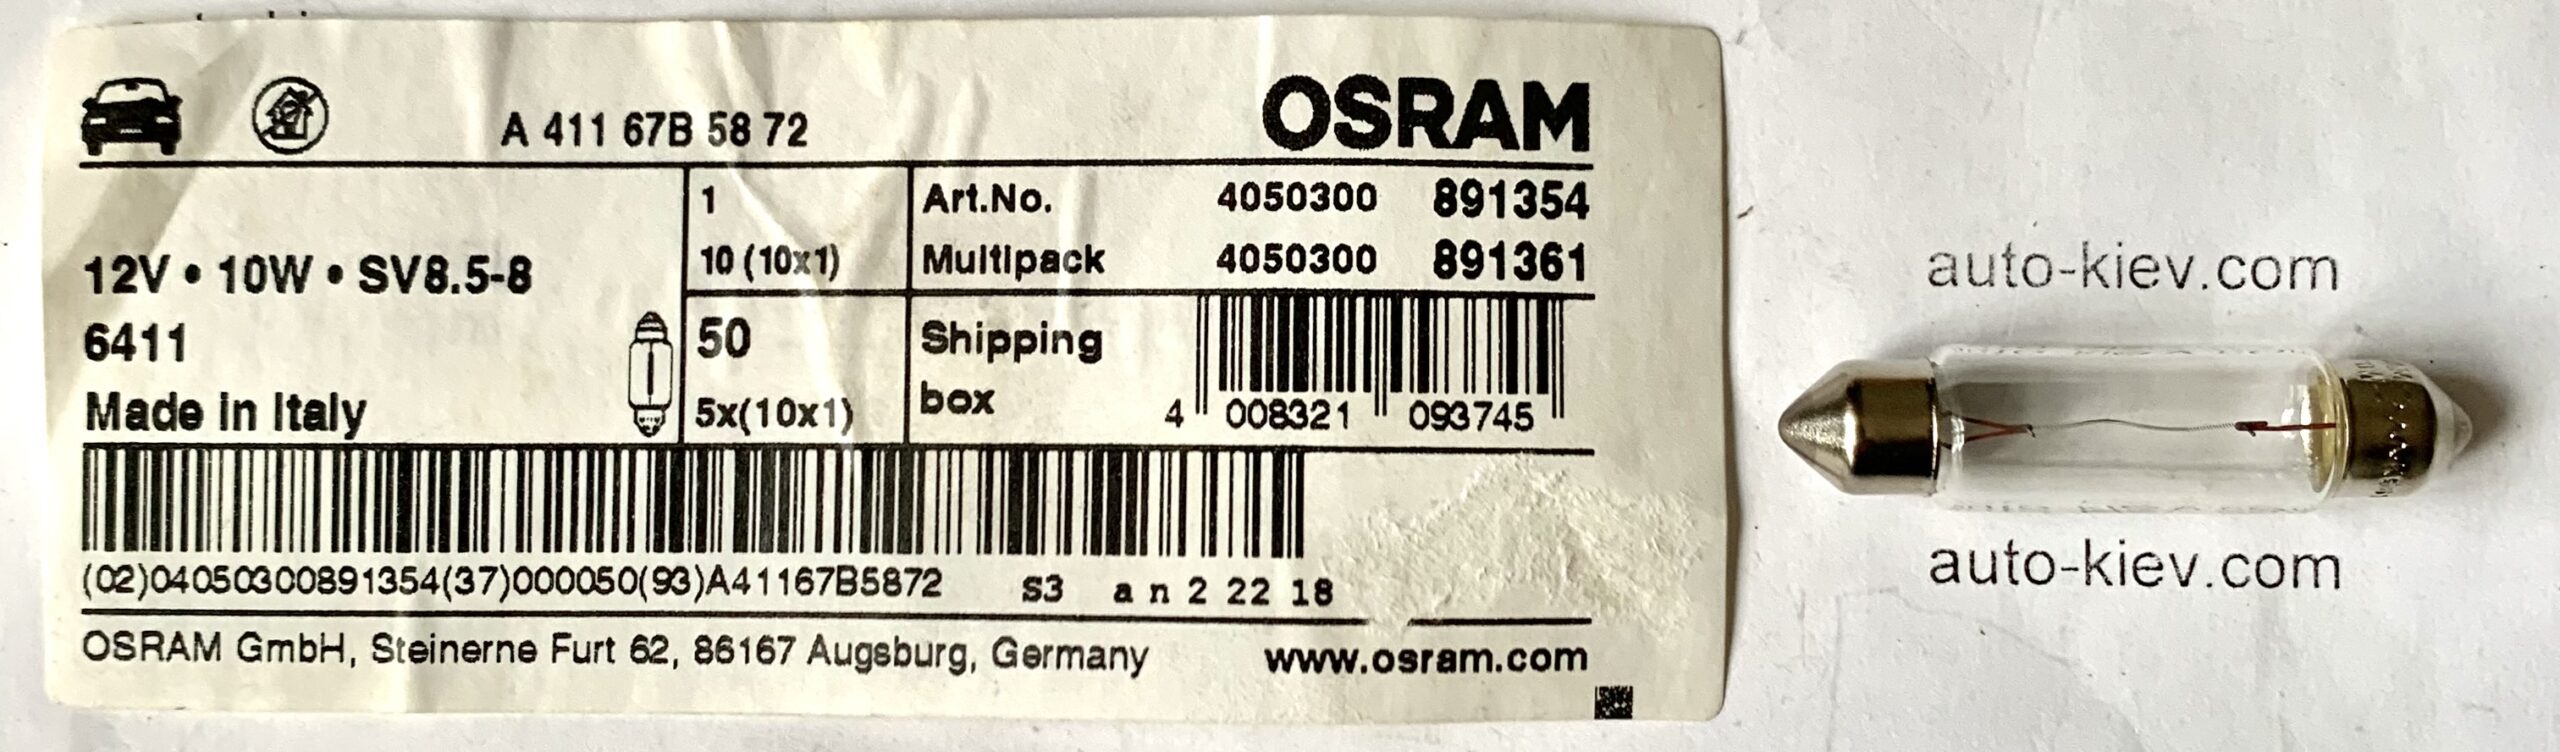 A 411 67B 58 72
OSRAM
12V • 10W • SV8.5-8
6411
Made in Italy
1
10 (10x1)
50
5x(10x1)
Art.No. 4050300 891354
Multipack 4050300 891361
Shipping
box
4 008321 093745
(02)04050300891354(37)000050(93)A41167B5872
S3 an 2 22 18
OSRAM GmbH, Steinerne Furt 62, 86167 Augsburg, Germany
www.osram.com
auto-kiev.com
auto-kiev.com